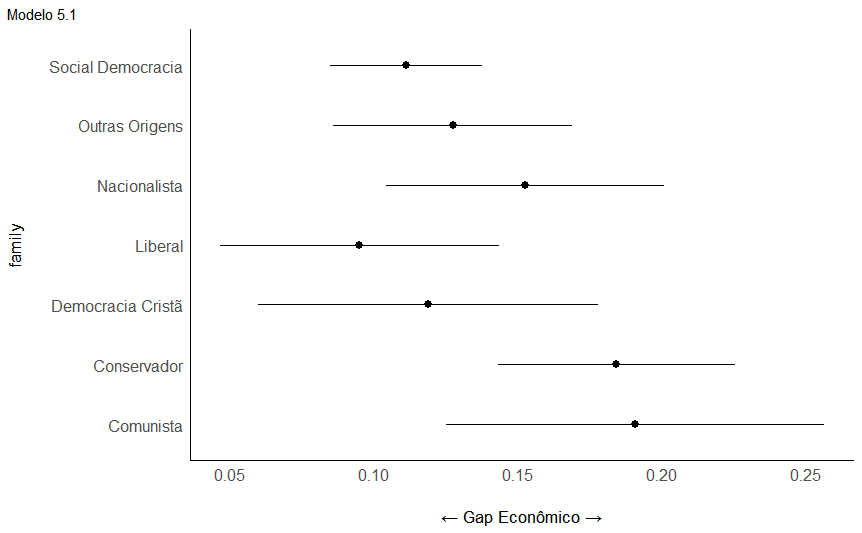 Modelo 5.1
Social Democracia
Outras Origens
Nacionalista
Liberal
Democracia Cristã
Conservador
Comunista
family
0.05 0.10 0.15 0.20 0.25
← Gap Econômico →